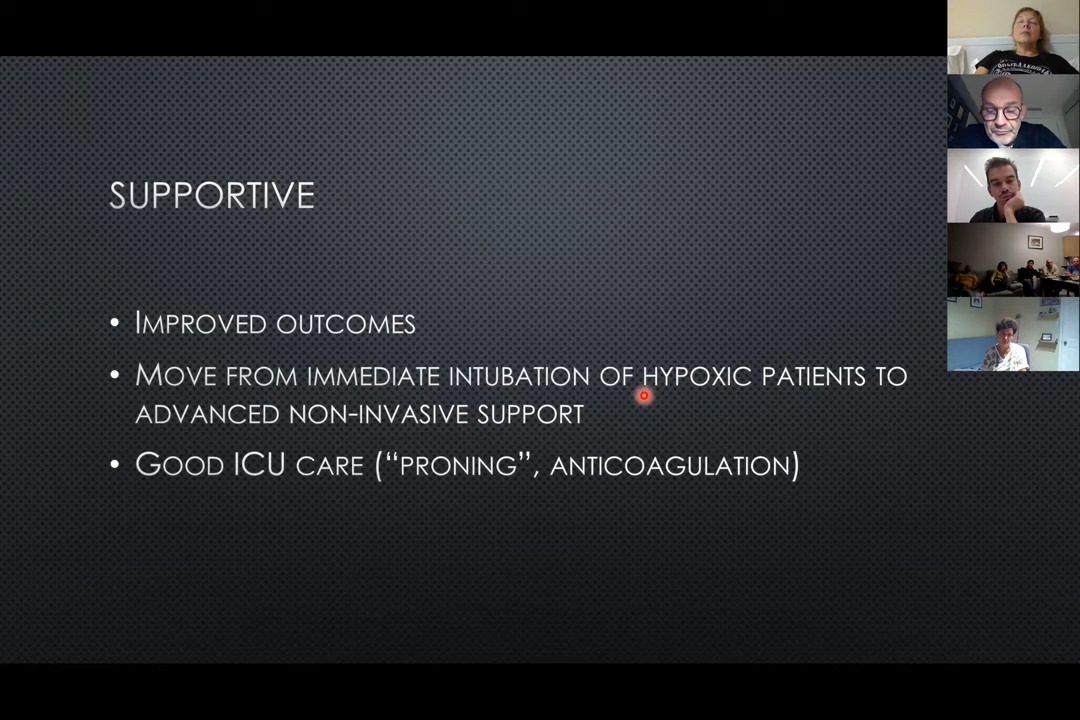 SUPPORTIVE
• IMPROVED OUTCOMES
• MOVE FROM IMMEDIATE INTUBATION OF HYPOXIC PATIENTS TO
ADVANCED NON-INVASIVE SUPPORT
• GOOD ICU CARE (“PRONING”, ANTICOAGULATION)